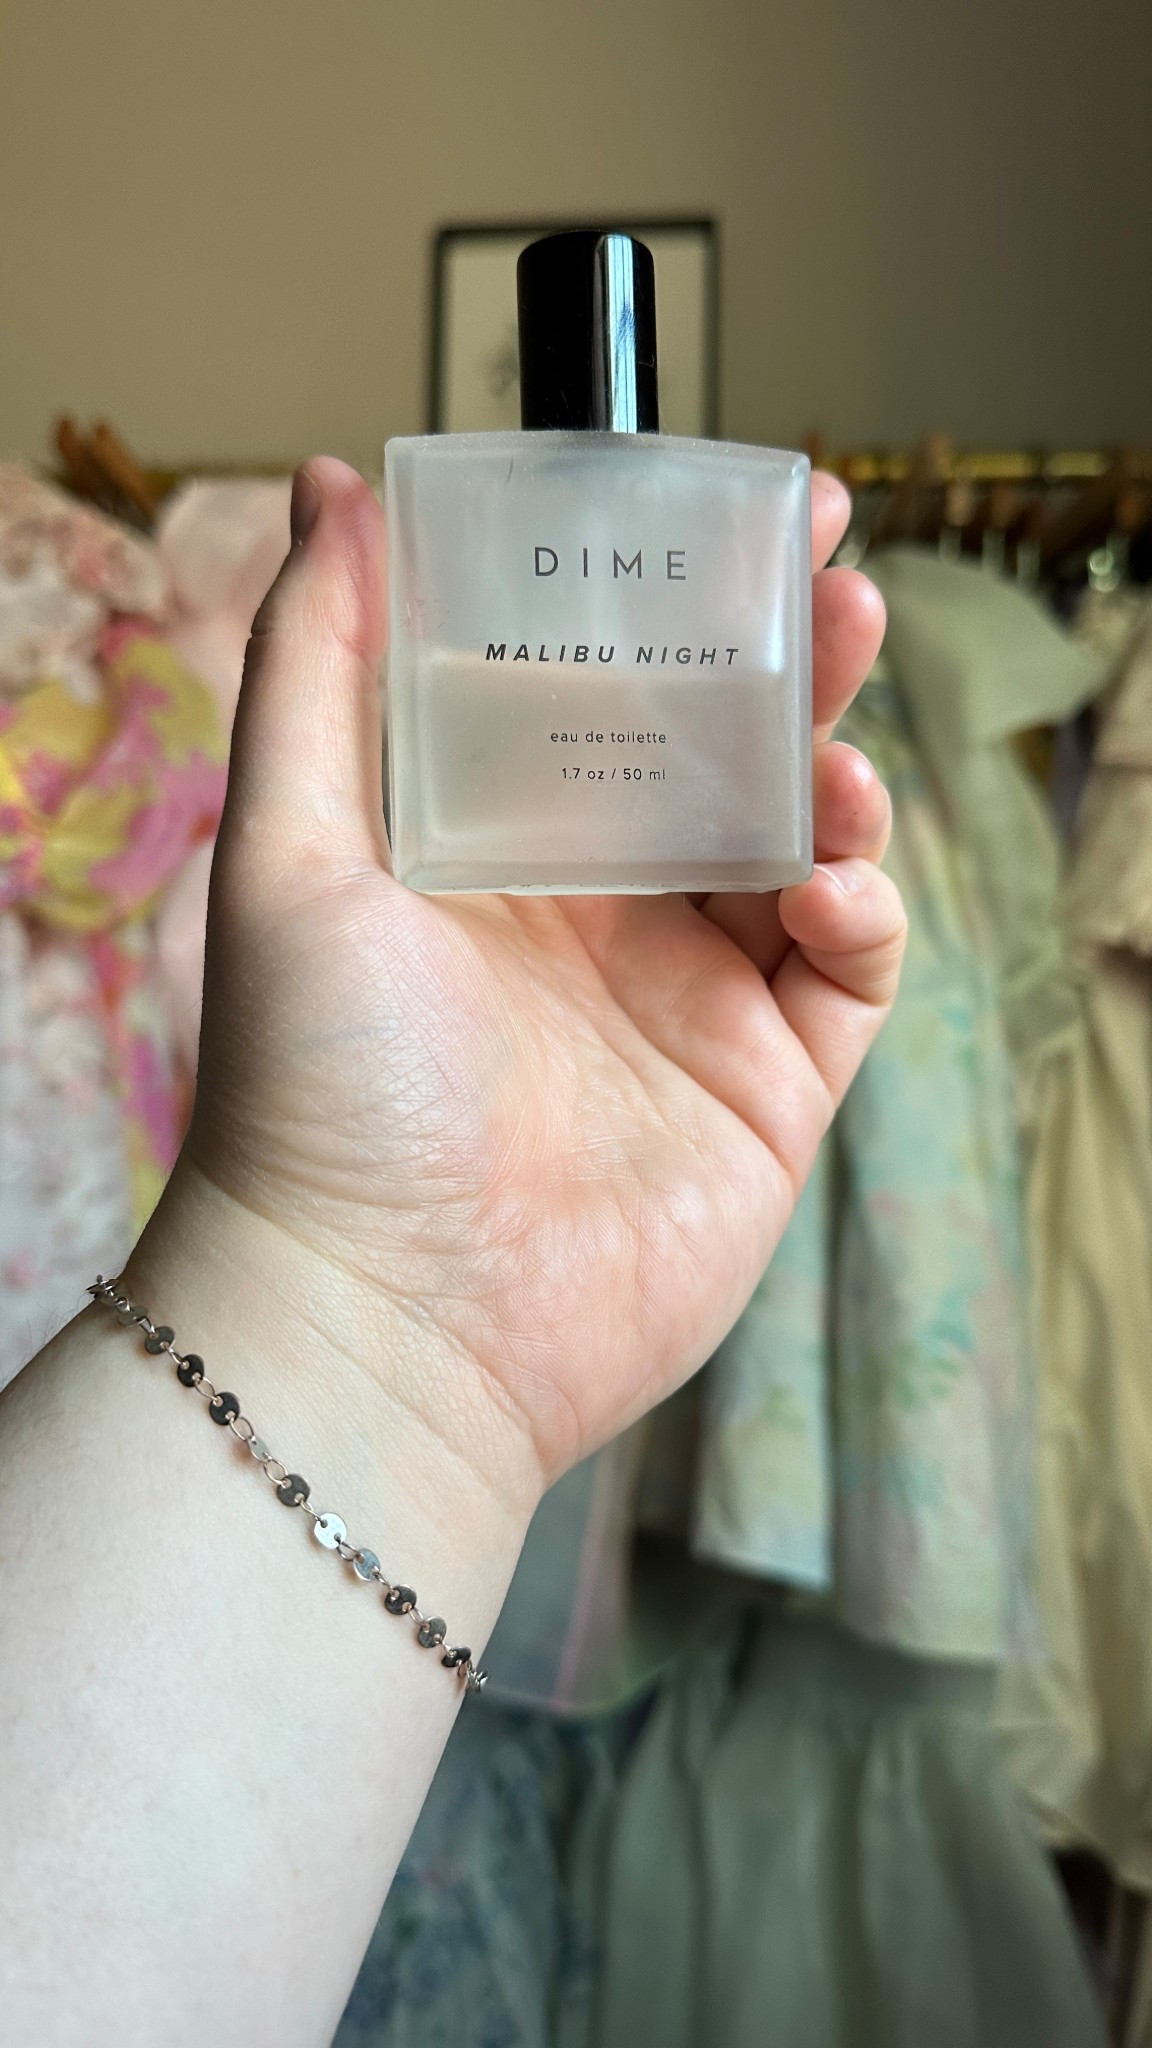 DIME
MALIBU NIGHT
eau de toilette
1.7 oz / 50 ml